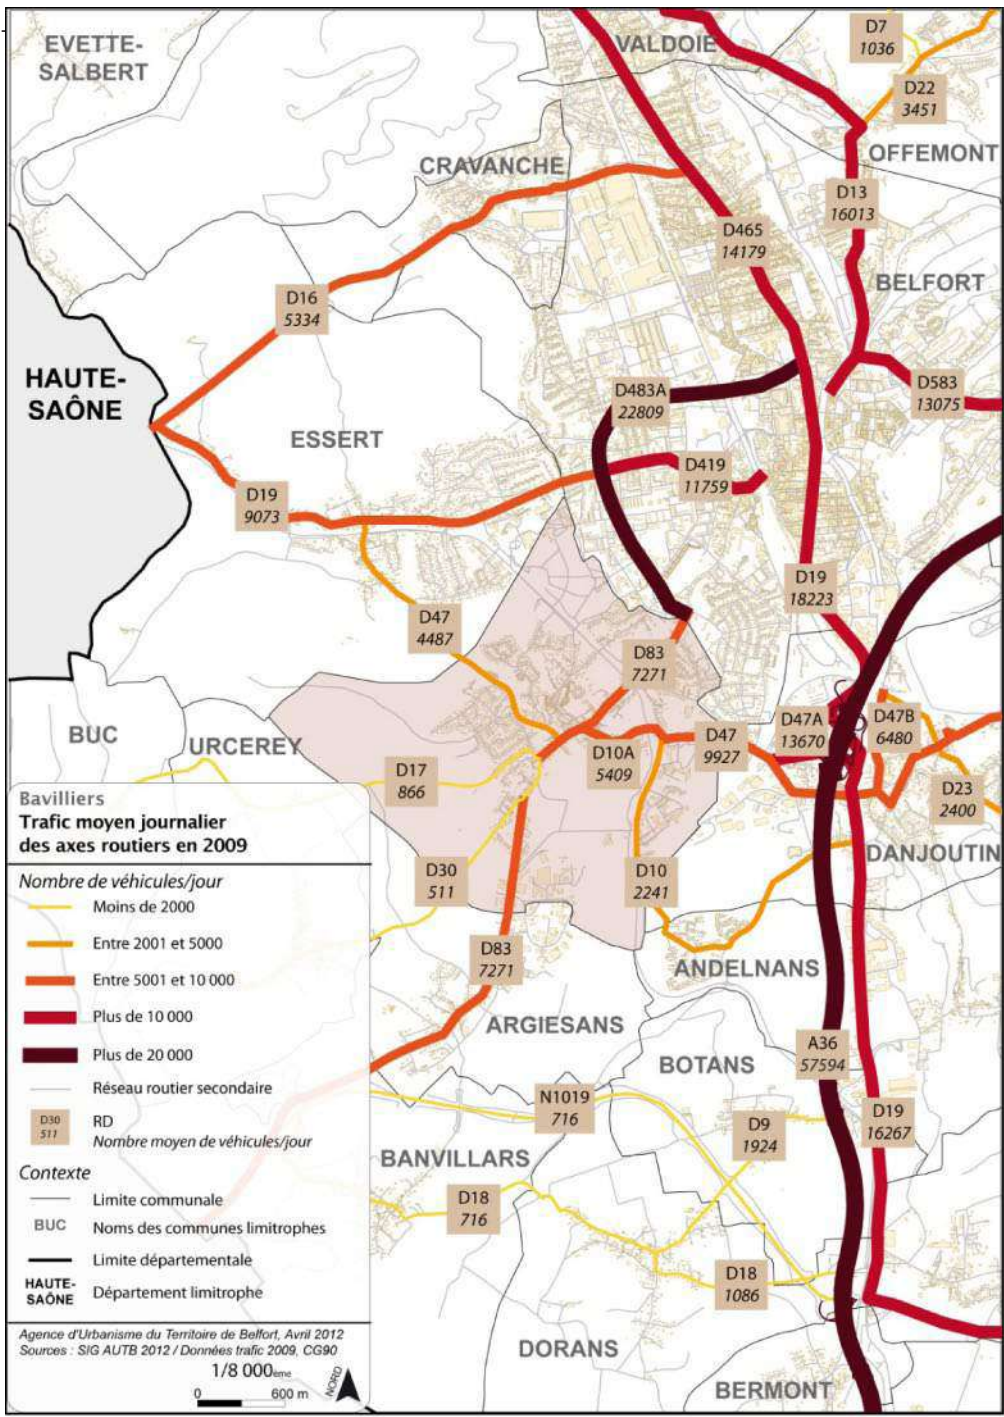 EVETTE-
SALBERT
VALDOIE
D7
1036
D22
3451
OFFEMONT
CRAVANCHE
D13
16013
D465
14179
BELFORT
D16
5334
HAUTE-
SAÔNE
D483A
22809
D583
13075
ESSERT
D419
11759
D19
9073
D19
18223
D47
4487
D83
7271
BUC
URCEREY
D47A
13670
D47B
6480
D47
9927
D10A
5409
D17
866
D23
2400
DANJOUTIN
D30
511
D10
2241
D83
7271
ANDELNANS
ARGIESANS
BOTANS
A36
57594
N1019
716
D9
1924
D19
16267
BANVILLARS
D18
716
D18
1086
DORANS
BERMONT
Bavilliers
Trafic moyen journalier
des axes routiers en 2009
Nombre de véhicules/jour
Moins de 2000
Entre 2001 et 5000
Entre 5001 et 10 000
Plus de 10 000
Plus de 20 000
Réseau routier secondaire
D30
511
RD
Nombre moyen de véhicules/jour
Contexte
Limite communale
BUC
Noms des communes limitrophes
Limite départementale
HAUTE-
SAÔNE
Département limitrophe
Agence d'Urbanisme du Territoire de Belfort, Avril 2012
Sources : SIG AUTB 2012 / Données trafic 2009, CG90
1/8 000ème
0 600 m
NORD